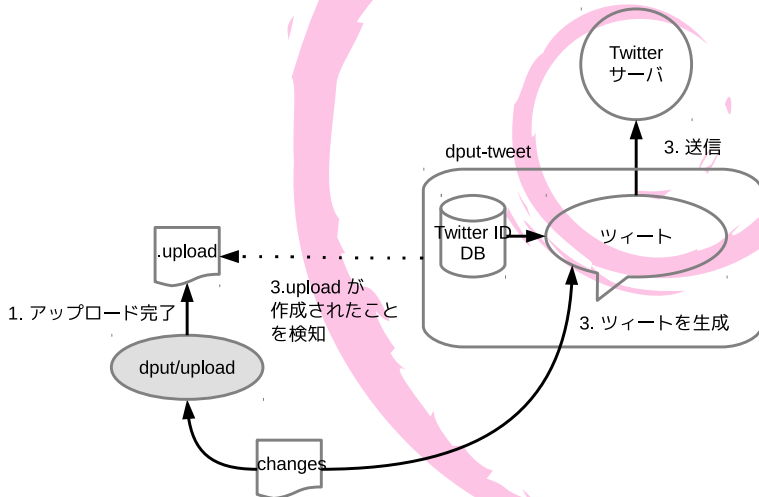 Twitter
サーバ
3. 送信
dput-tweet
Twitter ID
DB
ツィート
.upload
3.upload が
作成されたこと
を検知
1. アップロード完了
3. ツィートを生成
dput/upload
changes